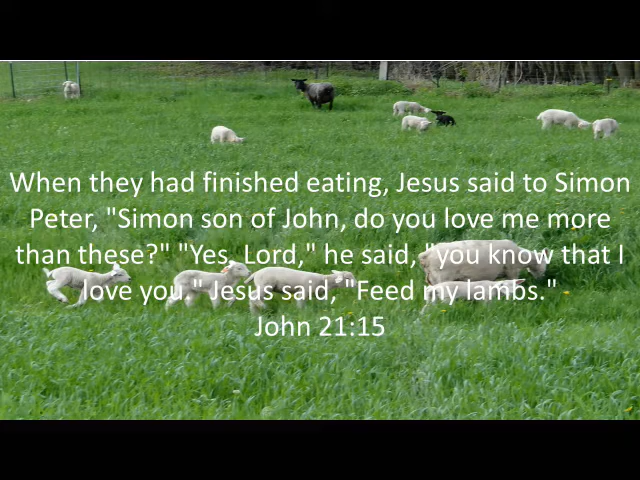 When they had finished eating, Jesus said to Simon
Peter, "Simon son of John, do you love me more
than these?" "Yes, Lord," he said, "you know that I
love you." Jesus said, "Feed my lambs."
John 21:15